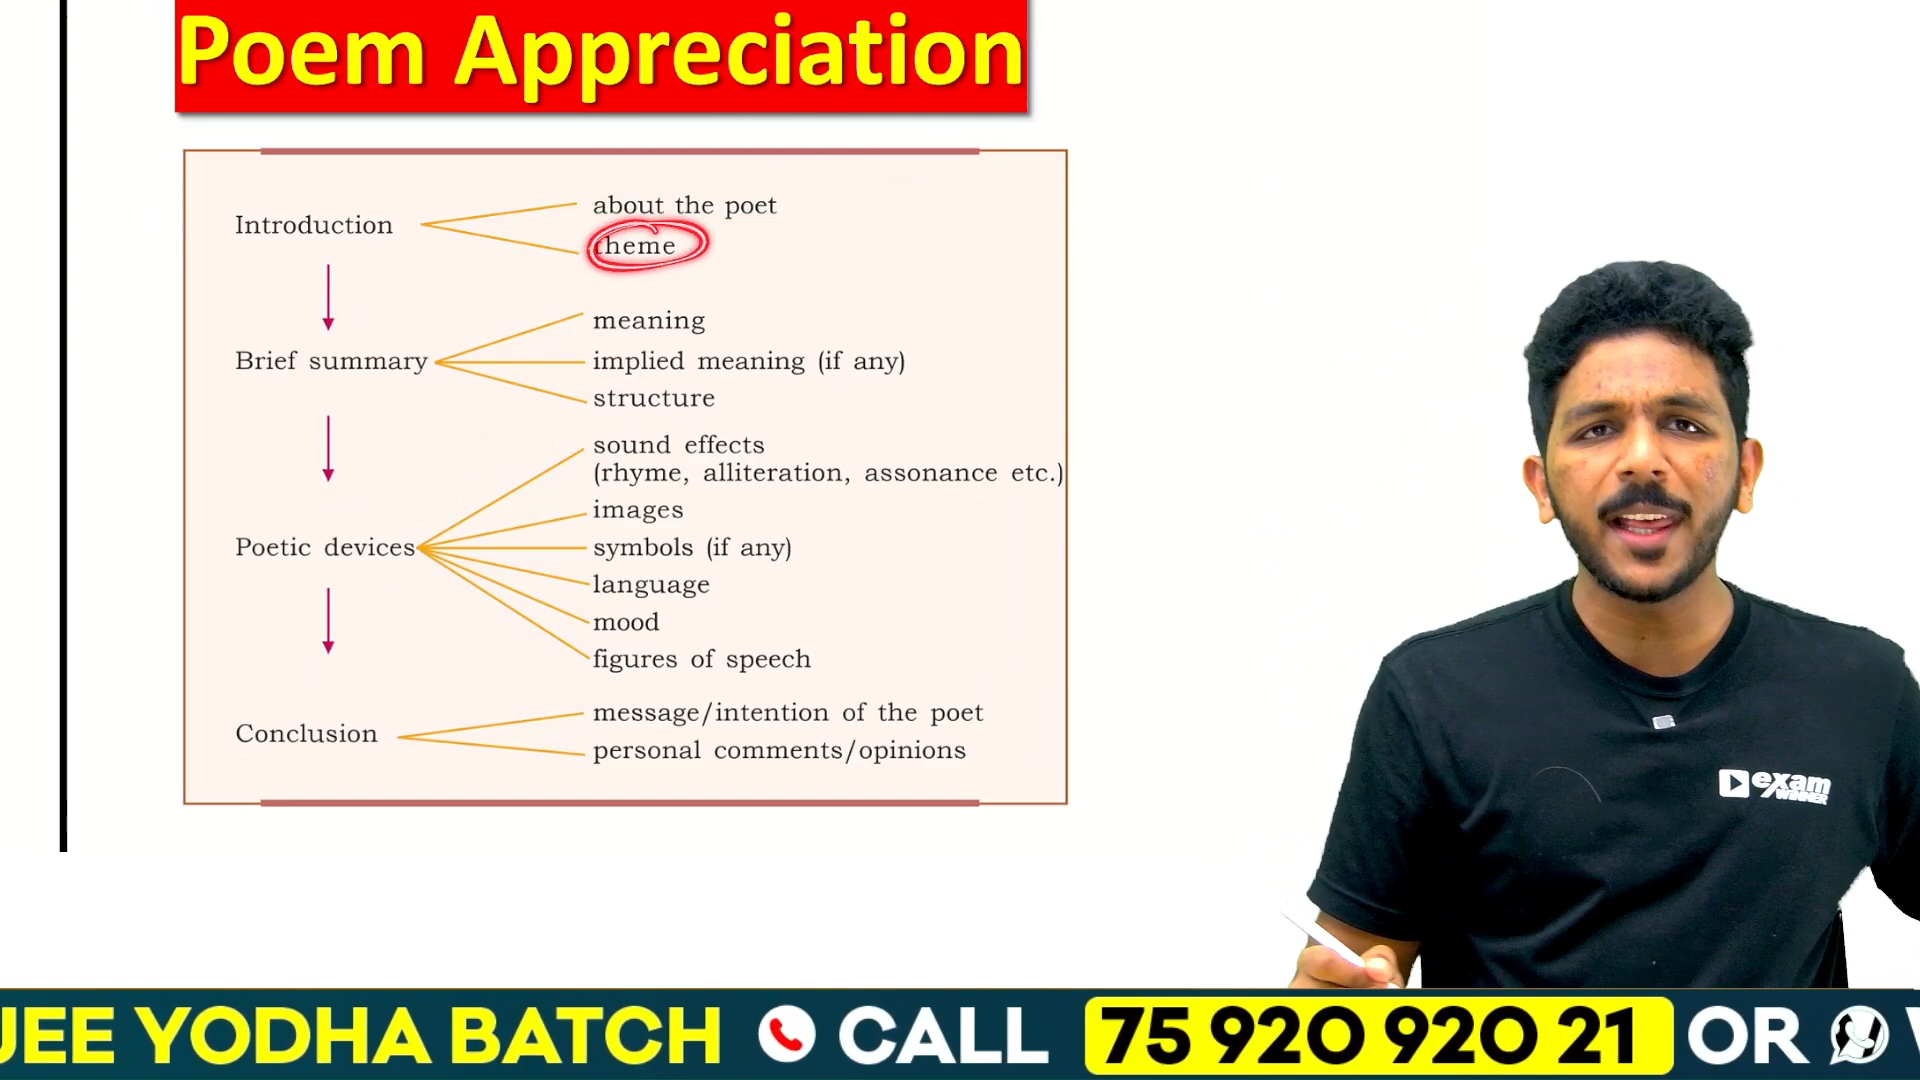 Poem Appreciation
Introduction
about the poet
theme
Brief summary
meaning
implied meaning (if any)
structure
Poetic devices
sound effects
(rhyme, alliteration, assonance etc.)
images
symbols (if any)
language
mood
figures of speech
Conclusion
message/intention of the poet
personal comments/opinions
exam
WINNER
JEE YODHA BATCH CALL 75 920 920 21 OR